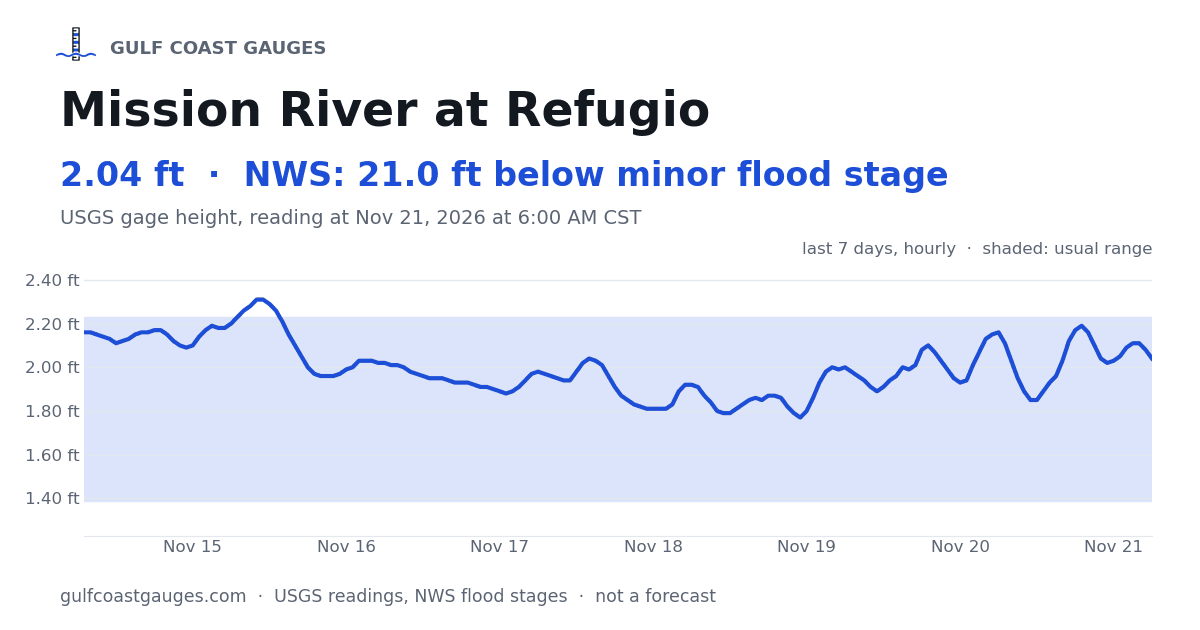 GULF COAST GAUGES
Mission River at Refugio
2.04 ft · NWS: 21.0 ft below minor flood stage
USGS gage height, reading at Nov 21, 2026 at 6:00 AM CST
last 7 days, hourly · shaded: usual range
2.40 ft
2.20 ft
2.00 ft
1.80 ft
1.60 ft
1.40 ft
Nov 15 Nov 16 Nov 17 Nov 18 Nov 19 Nov 20 Nov 21
gulfcoastgauges.com · USGS readings, NWS flood stages · not a forecast